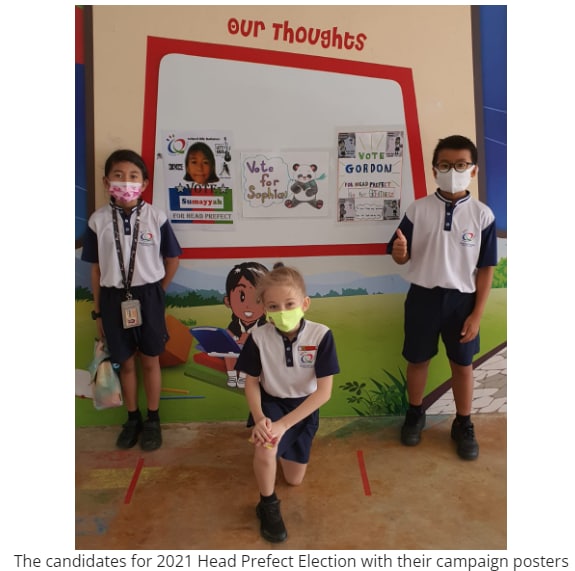 OUR THOUGHTS
VOTE
Sumayyah
FOR HEAD PREFECT
Vote
for
Sophia!
VOTE
GORDON
FOR HEAD PREFECT
The candidates for 2021 Head Prefect Election with their campaign posters